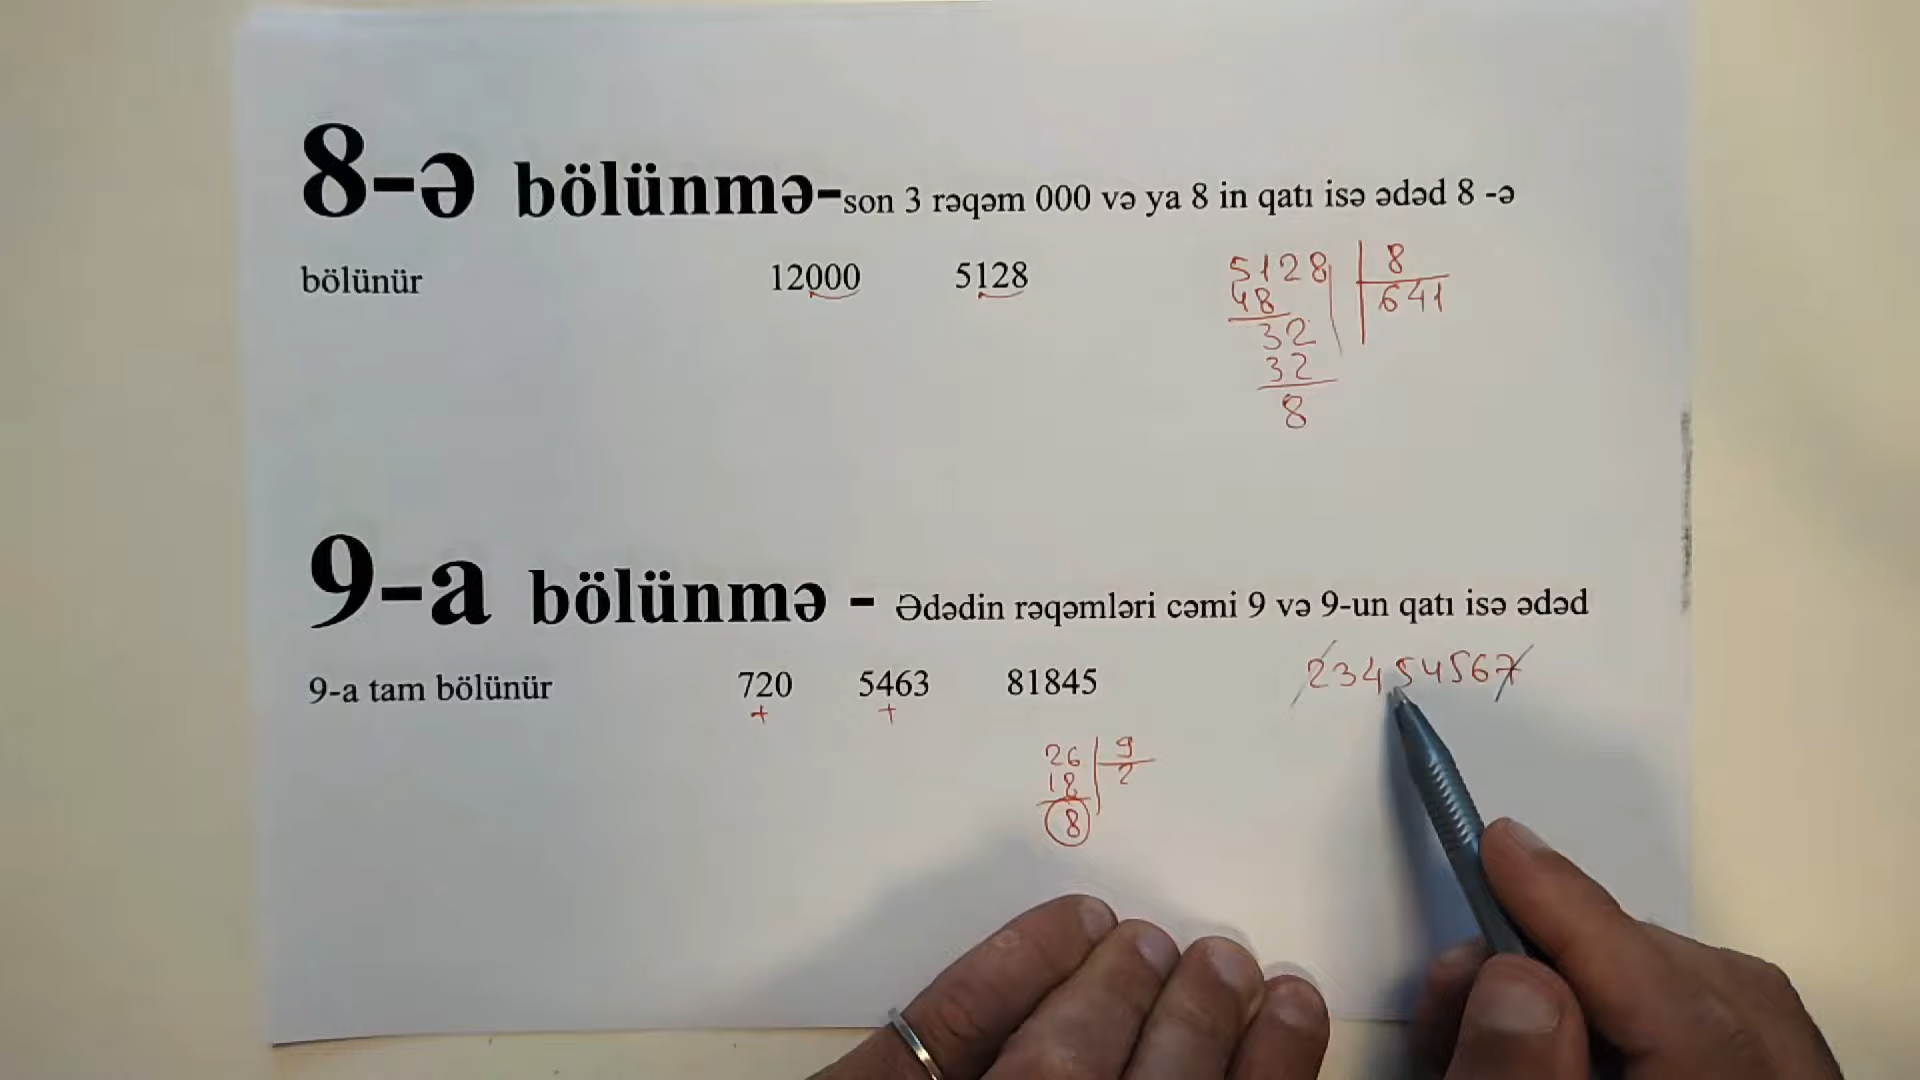 8-ə bölünmə-son 3 rəqəm 000 və ya 8 in qatı isə ədəd 8 -ə
bölünür 12000 5128
5128 8
48 641
32
32
8
9-a bölünmə - Ədədin rəqəmləri cəmi 9 və 9-un qatı isə ədəd
9-a tam bölünür 720 5463 81845 23454567
+ +
26 9
18 2
8